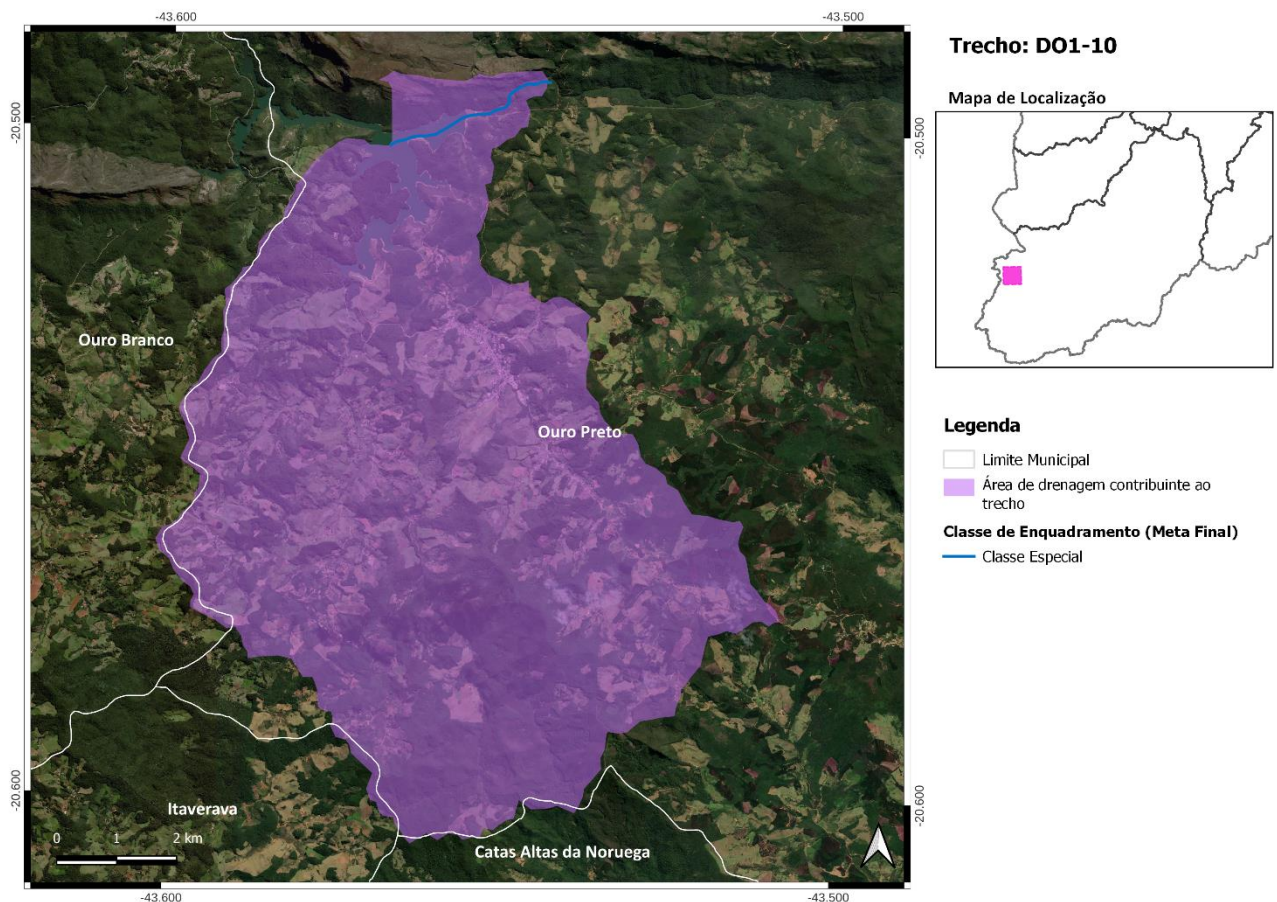 -43.600
-43.500
Trecho: DO1-10
Mapa de Localização
-20.500
-20.500
Ouro Branco
Ouro Preto
Legenda
Limite Municipal
Área de drenagem contribuinte ao
trecho
Classe de Enquadramento (Meta Final)
Classe Especial
-20.600
-20.600
Itaverava
0 1 2 km
Catas Altas da Noruega
-43.600
-43.500